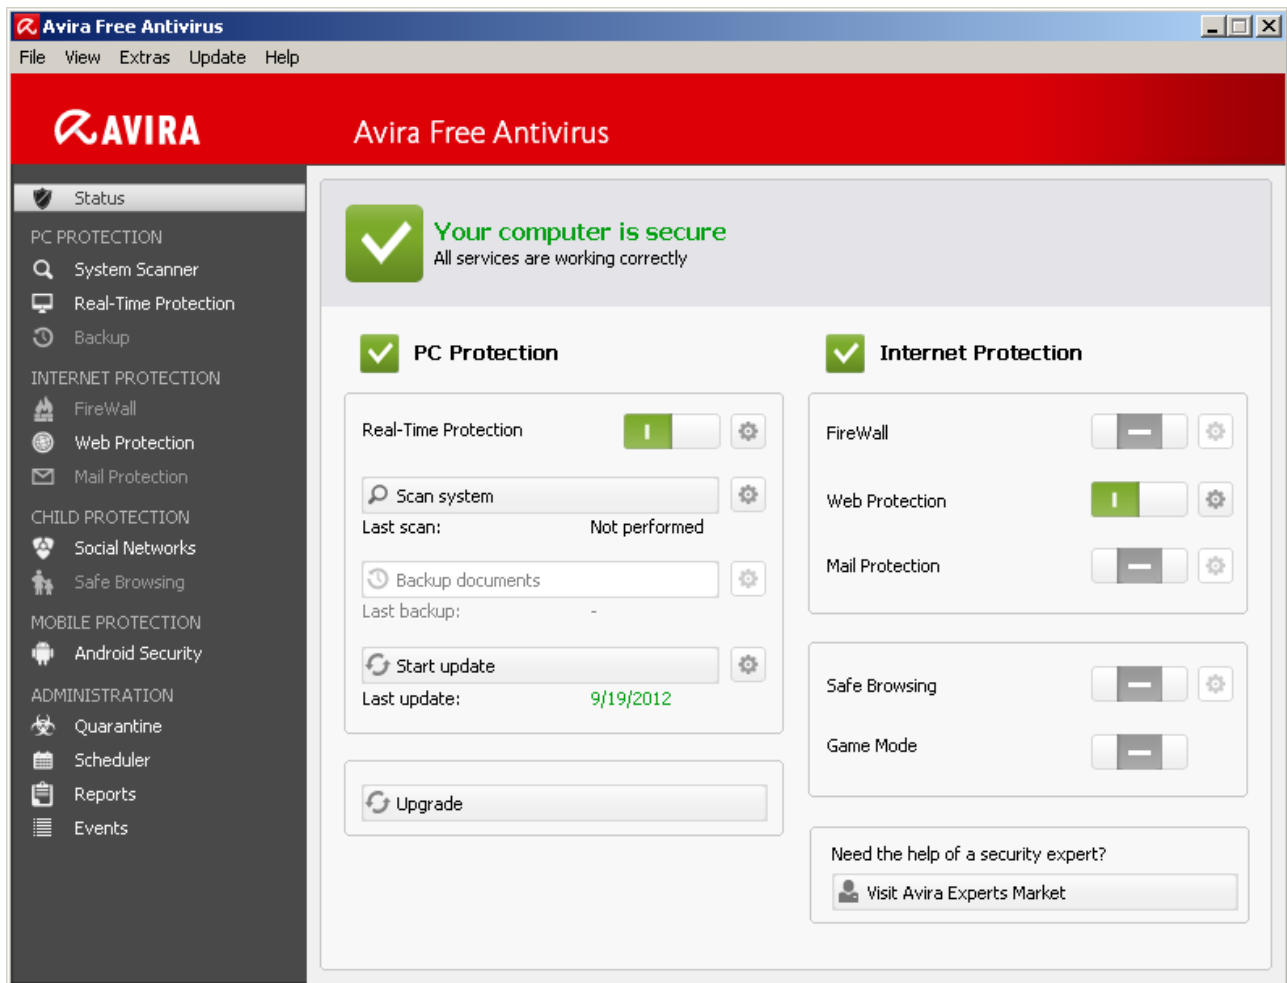 Avira Free Antivirus
File View Extras Update Help
AVIRA Avira Free Antivirus
Status
PC PROTECTION
System Scanner
Real-Time Protection
Backup
INTERNET PROTECTION
FireWall
Web Protection
Mail Protection
CHILD PROTECTION
Social Networks
Safe Browsing
MOBILE PROTECTION
Android Security
ADMINISTRATION
Quarantine
Scheduler
Reports
Events
Your computer is secure
All services are working correctly
PC Protection
Real-Time Protection
Scan system
Last scan: Not performed
Backup documents
Last backup: -
Start update
Last update: 9/19/2012
Upgrade
Internet Protection
FireWall
Web Protection
Mail Protection
Safe Browsing
Game Mode
Need the help of a security expert?
Visit Avira Experts Market